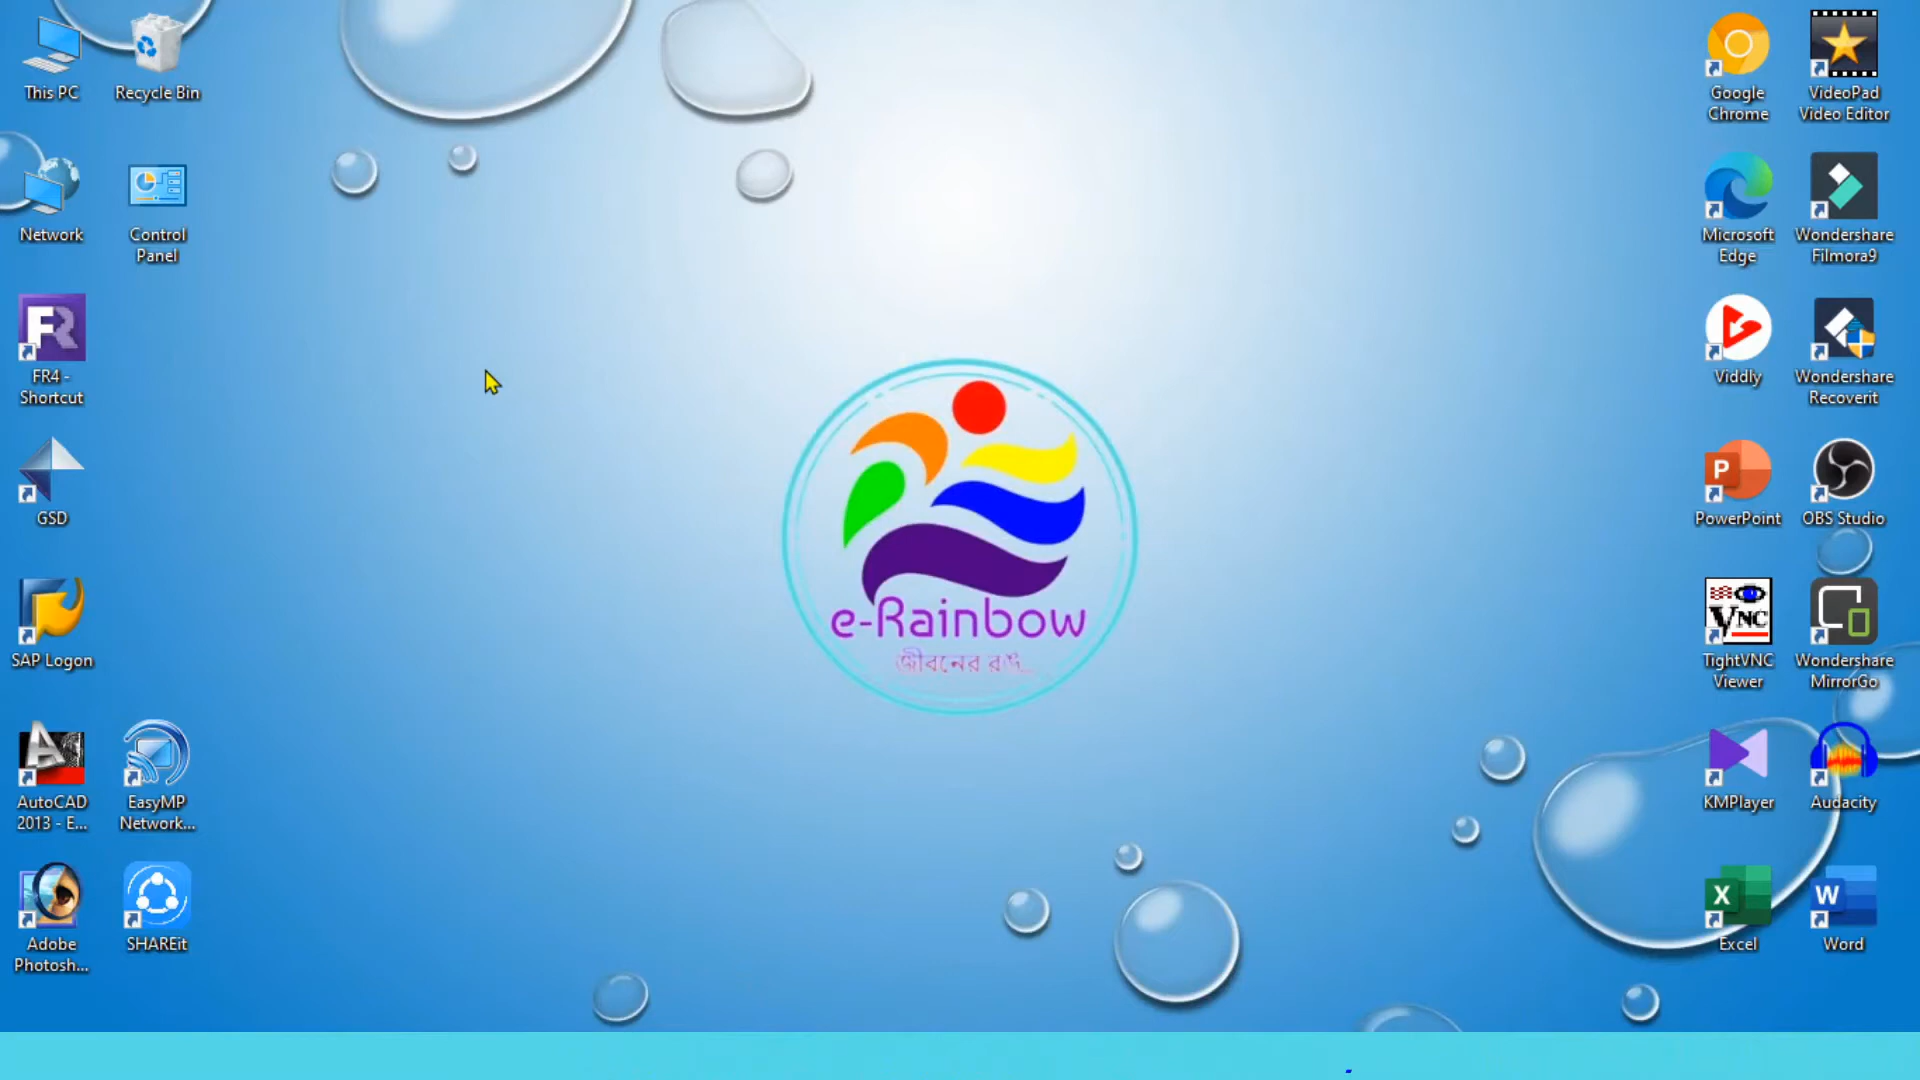 This PC
Recycle Bin
Network
Control
Panel
FR4 -
Shortcut
GSD
SAP Logon
AutoCAD
2013 - E...
EasyMP
Network...
Adobe
Photosh...
SHAREit
e-Rainbow
জীবনের রঙ...
Google
Chrome
VideoPad
Video Editor
Microsoft
Edge
Wondershare
Filmora9
Viddly
Wondershare
Recoverit
PowerPoint
OBS Studio
VNC
TightVNC
Viewer
Wondershare
MirrorGo
KMPlayer
Audacity
Excel
Word